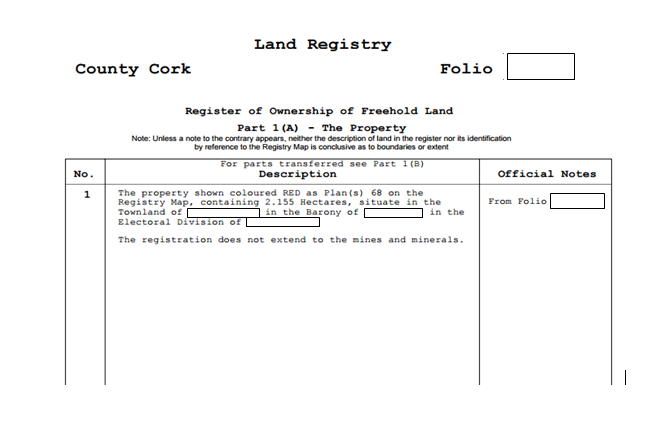 Land Registry
County Cork Folio
Register of Ownership of Freehold Land
Part 1(A) - The Property
Note: Unless a note to the contrary appears, neither the description of land in the register nor its identification
by reference to the Registry Map is conclusive as to boundaries or extent
For parts transferred see Part 1(B)
No. Description Official Notes
1 The property shown coloured RED as Plan(s) 68 on the
Registry Map, containing 2.155 Hectares, situate in the
From Folio
Townland of in the Barony of in the
Electoral Division of
The registration does not extend to the mines and minerals.